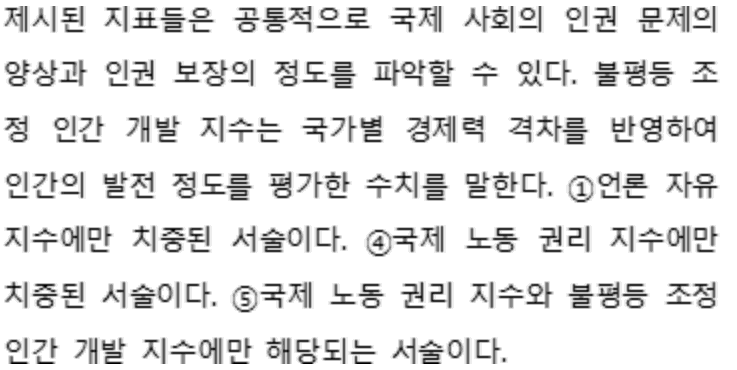 제시된 지표들은 공통적으로 국제 사회의 인권 문제의
양상과 인권 보장의 정도를 파악할 수 있다. 불평등 조
정 인간 개발 지수는 국가별 경제력 격차를 반영하여
인간의 발전 정도를 평가한 수치를 말한다. ①언론 자유
지수에만 치중된 서술이다. ④국제 노동 권리 지수에만
치중된 서술이다. ⑤국제 노동 권리 지수와 불평등 조정
인간 개발 지수에만 해당되는 서술이다.